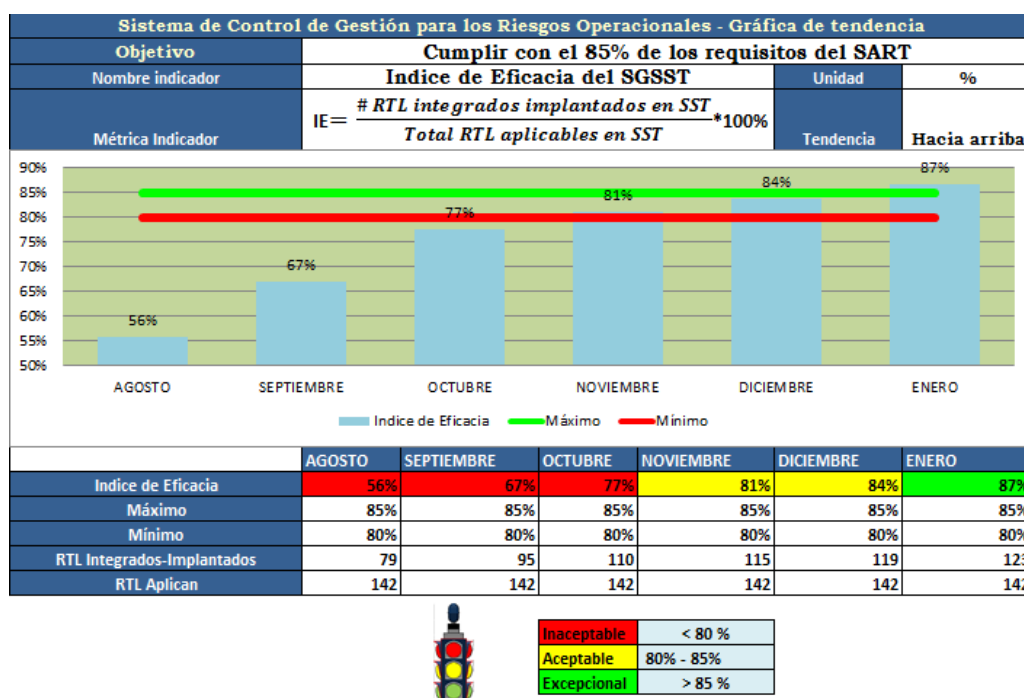 Sistema de Control de Gestión para los Riesgos Operacionales - Gráfica de tendencia
Objetivo Cumplir con el 85% de los requisitos del SART
Nombre indicador Indice de Eficacia del SGSST Unidad %
Métrica Indicador IE= # RTL integrados implantados en SST / Total RTL aplicables en SST *100% Tendencia Hacia arriba
90%
85%
80%
75%
70%
65%
60%
55%
50%
56% 67% 77% 81% 84% 87%
AGOSTO SEPTIEMBRE OCTUBRE NOVIEMBRE DICIEMBRE ENERO
Indice de Eficacia Máximo Mínimo
AGOSTO SEPTIEMBRE OCTUBRE NOVIEMBRE DICIEMBRE ENERO
Indice de Eficacia 56% 67% 77% 81% 84% 87%
Máximo 85% 85% 85% 85% 85% 85%
Mínimo 80% 80% 80% 80% 80% 80%
RTL Integrados-Implantados 79 95 110 115 119 123
RTL Aplican 142 142 142 142 142 142
Inaceptable < 80 %
Aceptable 80% - 85%
Excepcional > 85 %